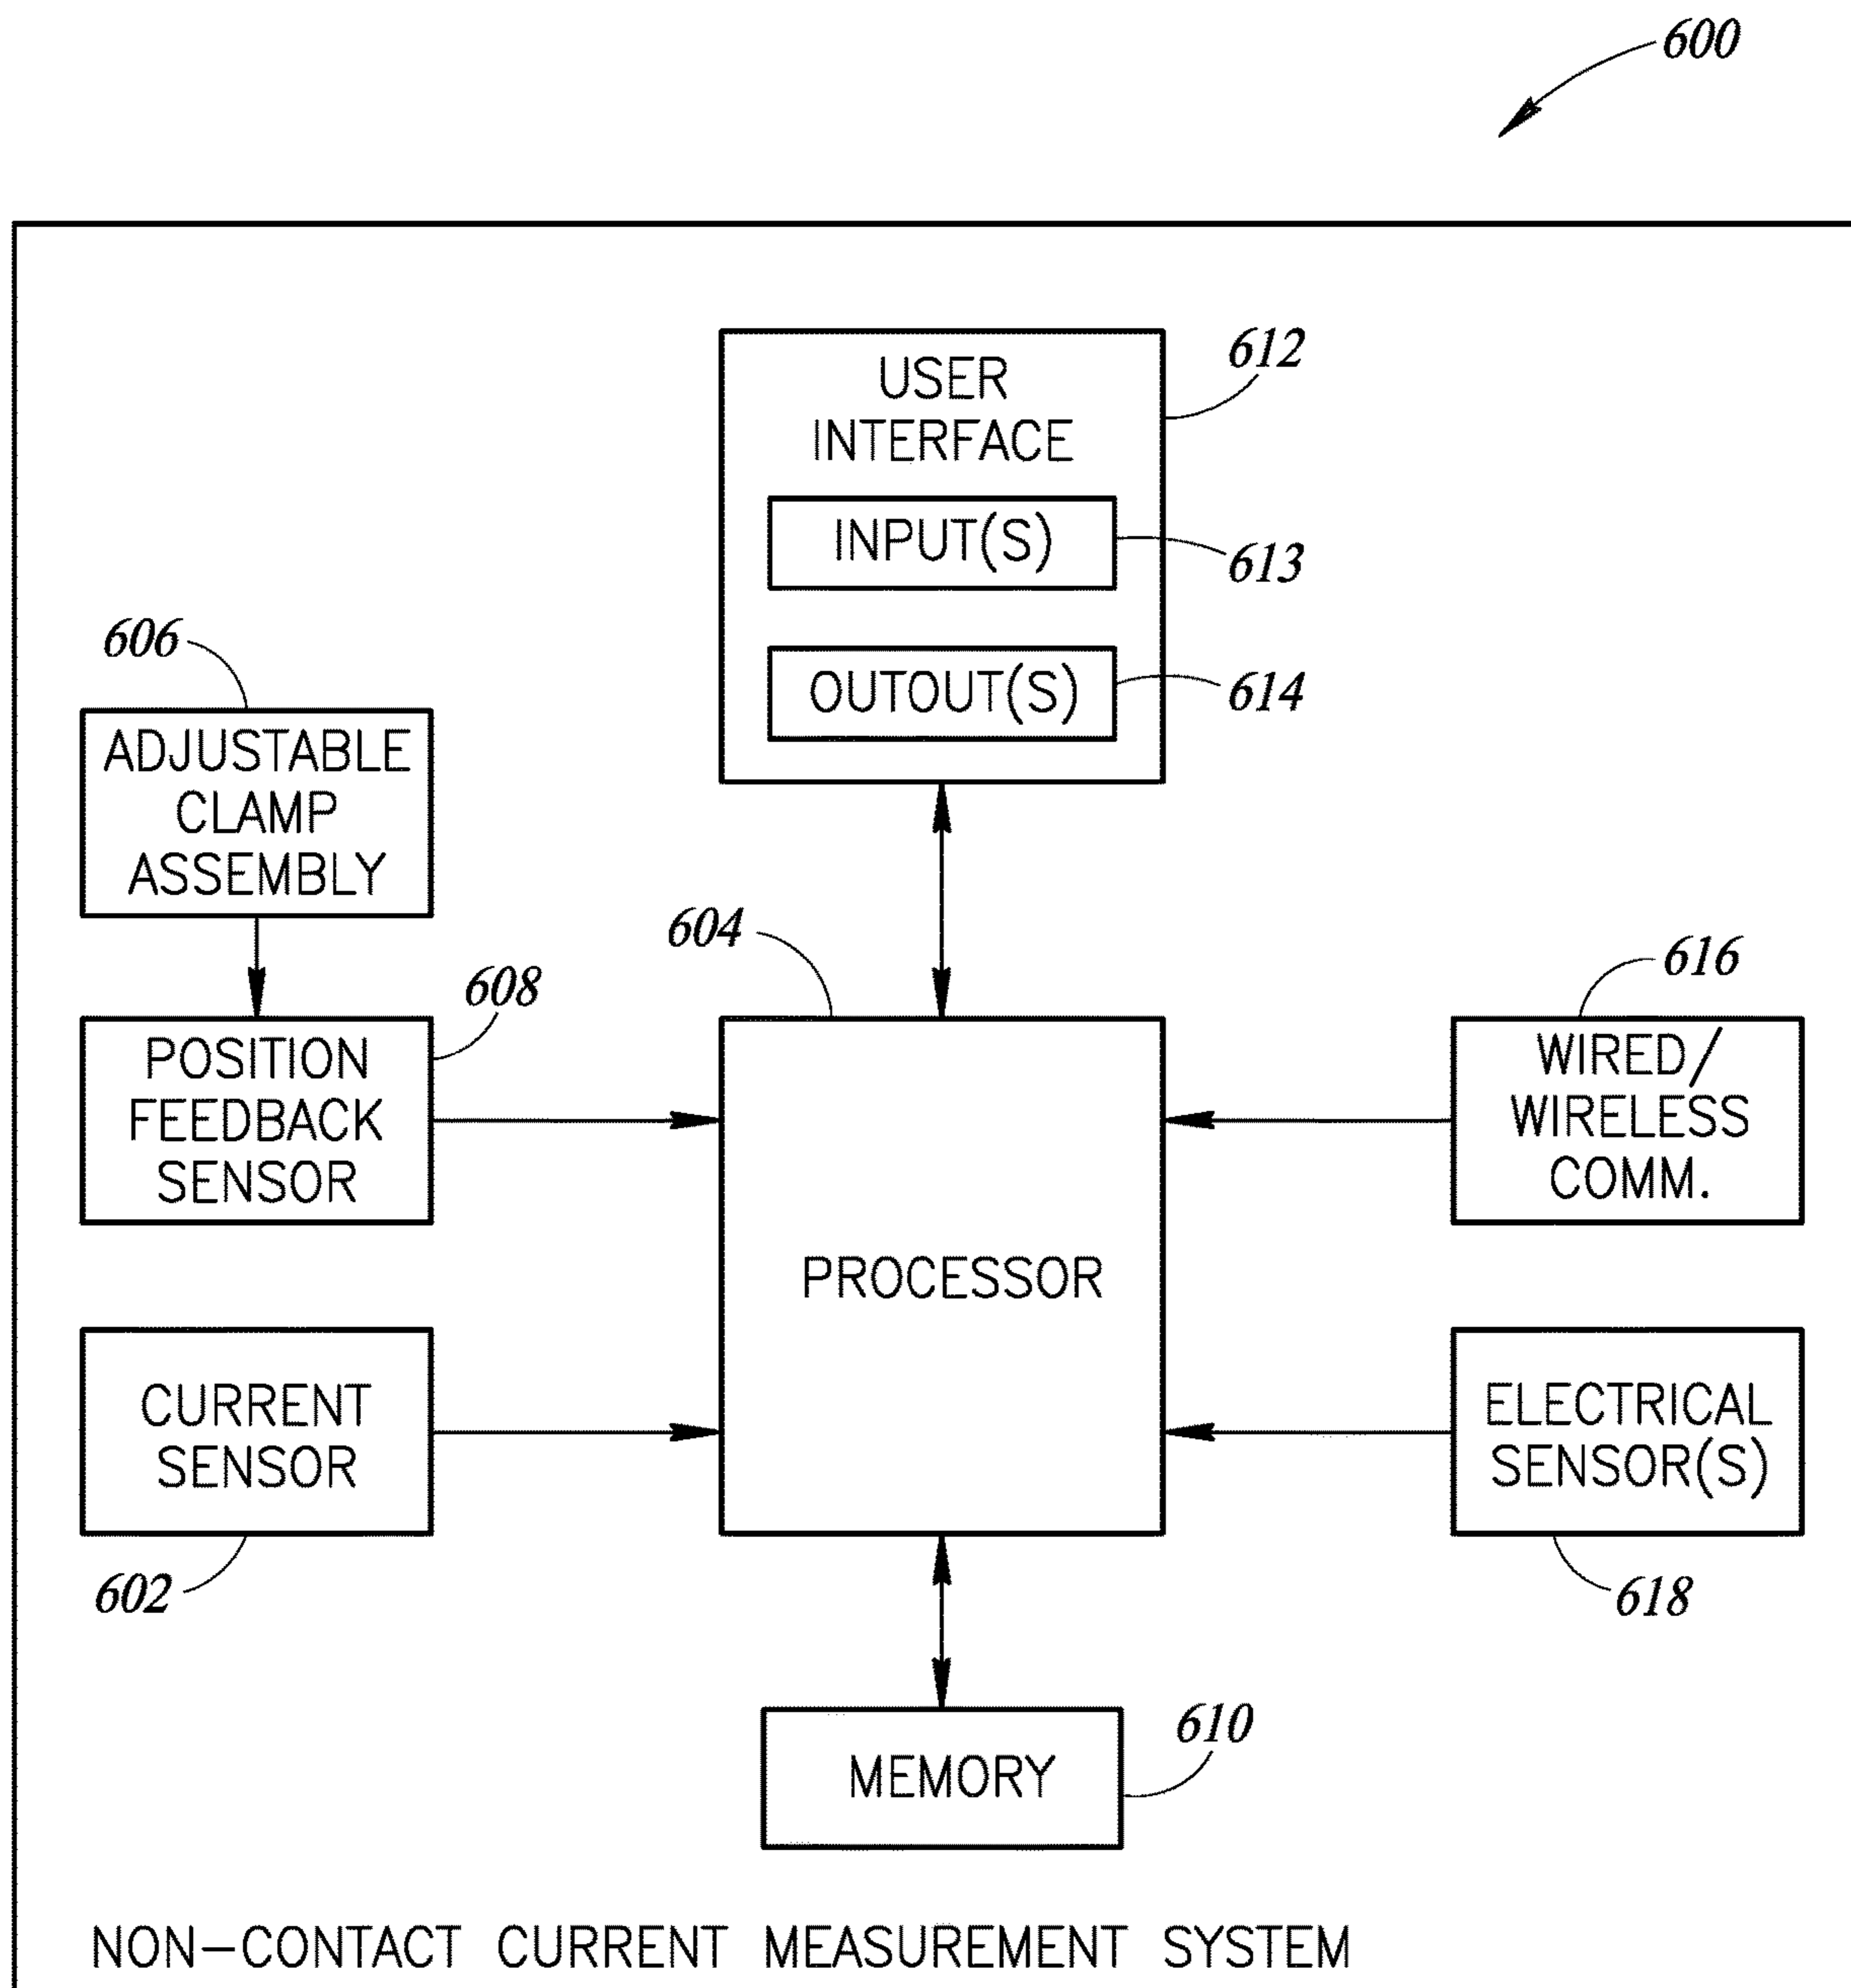 600
USER
INTERFACE
612
INPUT(S)
613
OUTOUT(S)
614
606
ADJUSTABLE
CLAMP
ASSEMBLY
604
616
608
POSITION
FEEDBACK
SENSOR
WIRED/
WIRELESS
COMM.
PROCESSOR
CURRENT
SENSOR
602
ELECTRICAL
SENSOR(S)
618
MEMORY
610
NON-CONTACT CURRENT MEASUREMENT SYSTEM